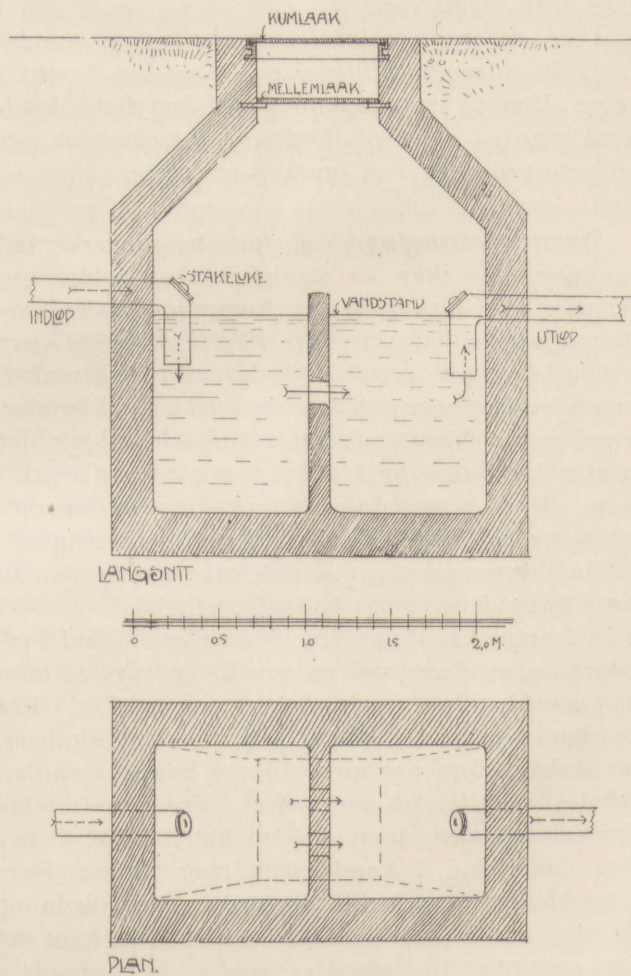 KUMLAAK
MELLEMLAAK
STAKELUKE
VANDSTAND
INDLØP
UTLØP
LANGSNIT
0 0.5 1.0 1.5 2,0 M.
PLAN.